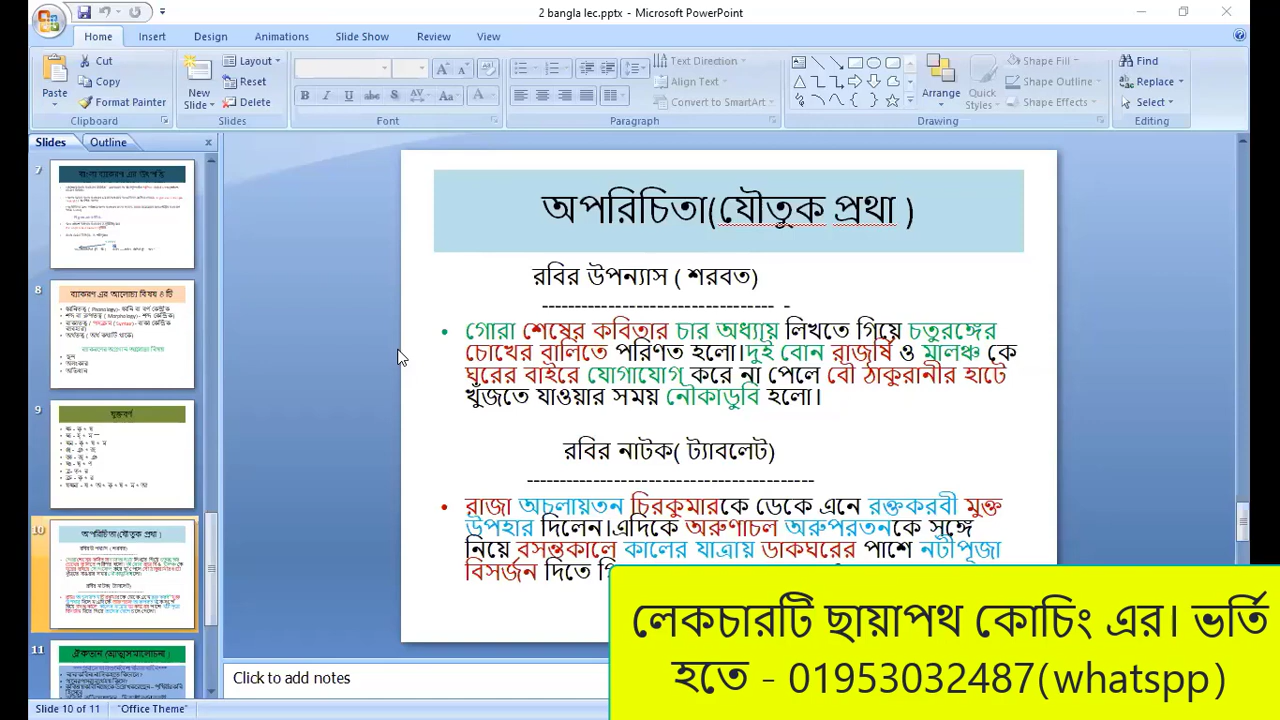 2 bangla lec.pptx - Microsoft PowerPoint
Home Insert Design Animations Slide Show Review View
Cut
Copy
Format Painter
Paste
Clipboard
New Slide
Layout
Reset
Delete
Slides
Font
Text Direction
Align Text
Convert to SmartArt
Paragraph
Arrange
Quick Styles
Shape Fill
Shape Outline
Shape Effects
Drawing
Find
Replace
Select
Editing
Slides Outline
7
8
9
10
11
অপরিচিতা(যৌতুক প্রথা )
রবির উপন্যাস ( শরবত)
-------------------------------- -
• গোরা শেষের কবিতার চার অধ্যায় লিখতে গিয়ে চতুরঙ্গের
চোখের বালিতে পরিণত হলো।দুই বোন রাজর্ষি ও মালঞ্চ কে
ঘরের বাইরে যোগাযোগ করে না পেলে বৌ ঠাকুরানীর হাটে
খুঁজতে যাওয়ার সময় নৌকাডুবি হলো।
রবির নাটক( ট্যাবলেট)
----------------------------------------
• রাজা অচলায়তন চিরকুমারকে ডেকে এনে রক্তকরবী মুক্ত
উপহার দিলেন।এদিকে অরুণাচল অরুপরতনকে সঙ্গে
নিয়ে বসন্তকালে কালের যাত্রায় ডাকঘরের পাশে নটীপূজা
বিসর্জন দিতে
লেকচারটি ছায়াপথ কোচিং এর। ভর্তি
হতে - 01953032487(whatspp)
Click to add notes
Slide 10 of 11 "Office Theme"